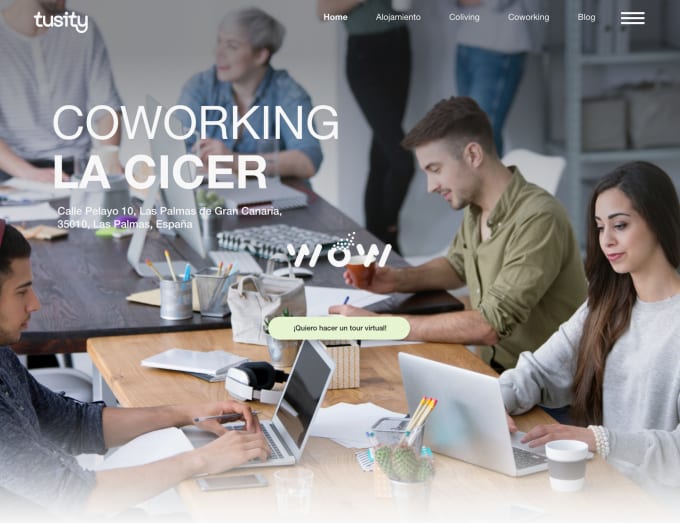 tusity
Home Alojamiento Coliving Coworking Blog
COWORKING
LA CICER
Calle Pelayo 10, Las Palmas de Gran Canaria,
35010, Las Palmas, España
WOW
¡Quiero hacer un tour virtual!